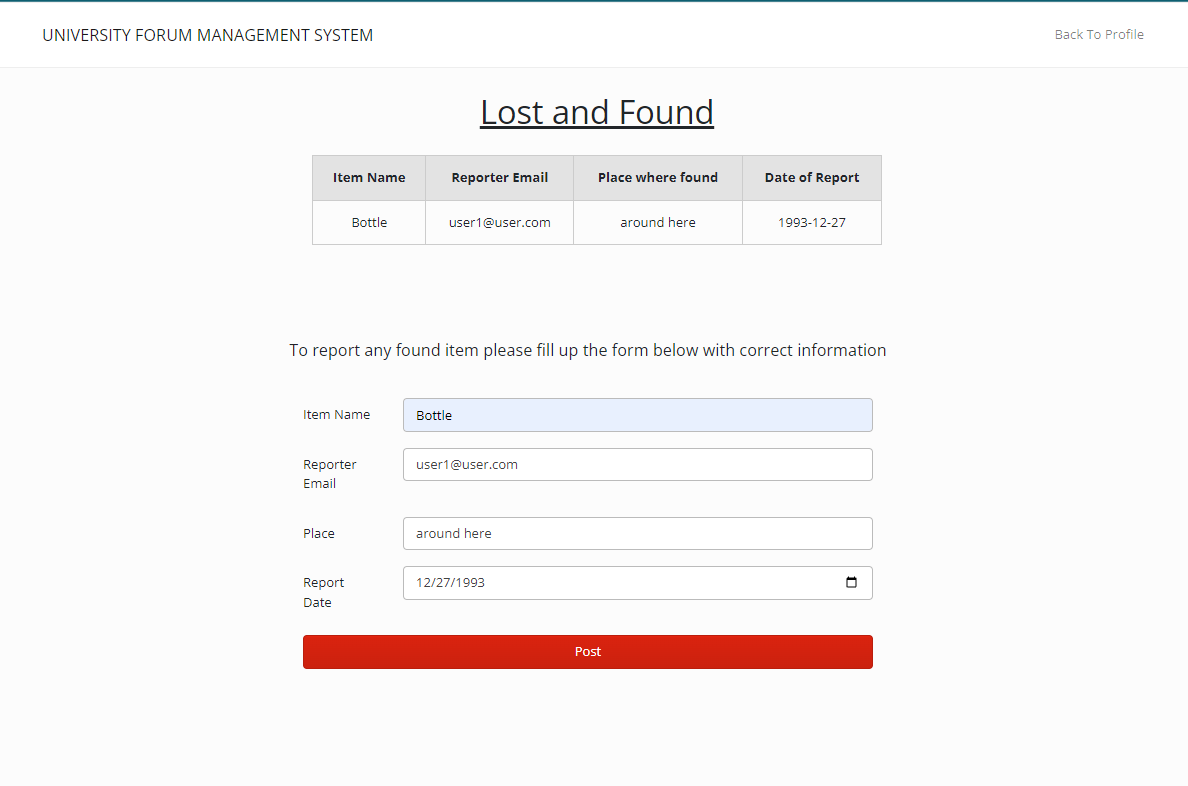 UNIVERSITY FORUM MANAGEMENT SYSTEM
Back To Profile
Lost and Found
Item Name Reporter Email Place where found Date of Report
Bottle user1@user.com around here 1993-12-27
To report any found item please fill up the form below with correct information
Item Name Bottle
Reporter Email user1@user.com
Place around here
Report Date 12/27/1993
Post